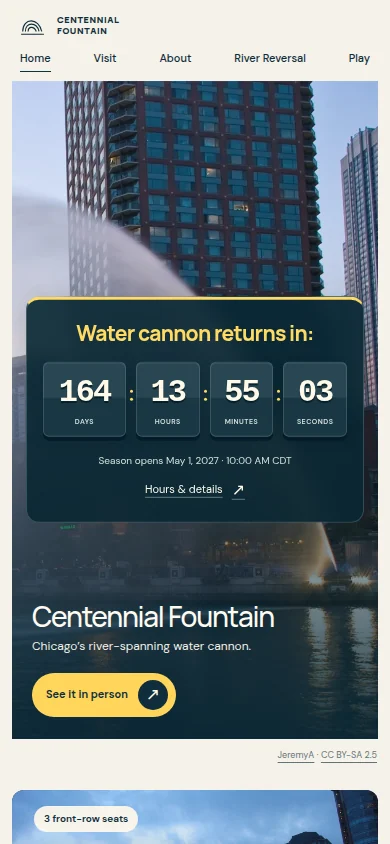 CENTENNIAL
FOUNTAIN
Home Visit About River Reversal Play
Water cannon returns in:
164 : 13 : 55 : 03
DAYS HOURS MINUTES SECONDS
Season opens May 1, 2027 · 10:00 AM CDT
Hours & details ↗
Centennial Fountain
Chicago’s river-spanning water cannon.
See it in person ↗
JeremyA · CC BY-SA 2.5
3 front-row seats